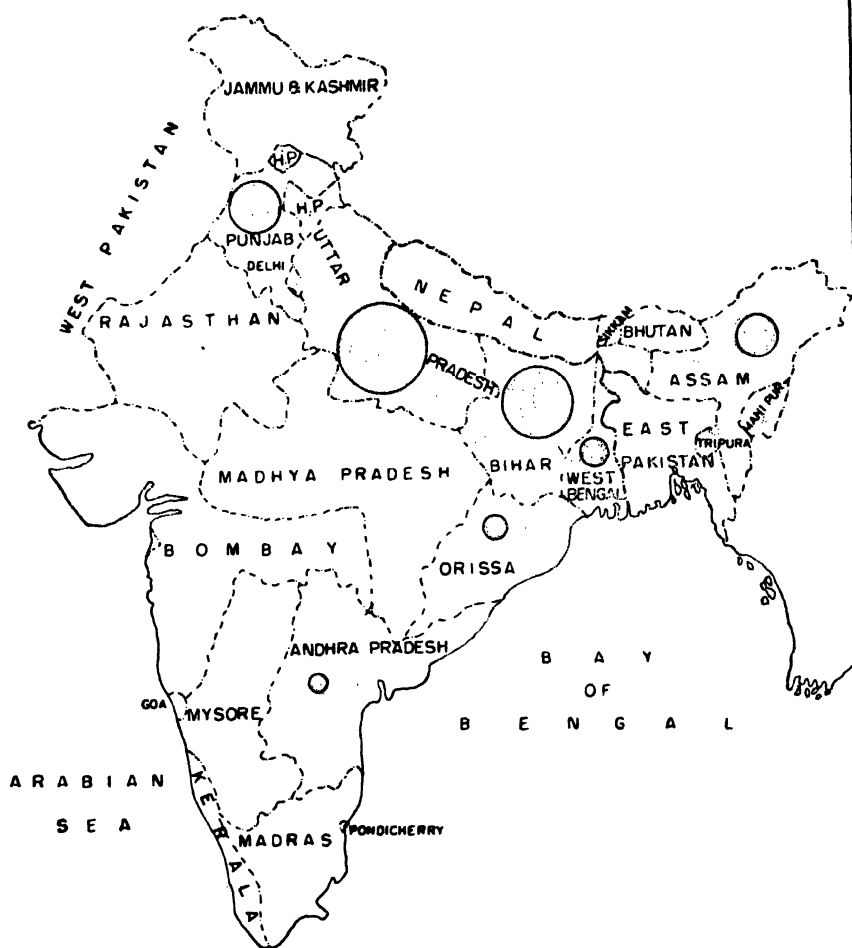 JAMMU & KASHMIR
H.P
WEST PAKISTAN
H.P
PUNJAB
DELHI
UTTAR
PRADESH
RAJASTHAN
NEPAL
SIKKAM
BHUTAN
ASSAM
MANIPUR
EAST
PAKISTAN
TRIPURA
MADHYA PRADESH
BIHAR
WEST
BENGAL
BOMBAY
ORISSA
ANDHRA PRADESH
BAY
OF
BENGAL
GOA
MYSORE
ARABIAN
SEA
KERALA
MADRAS
PONDICHERRY